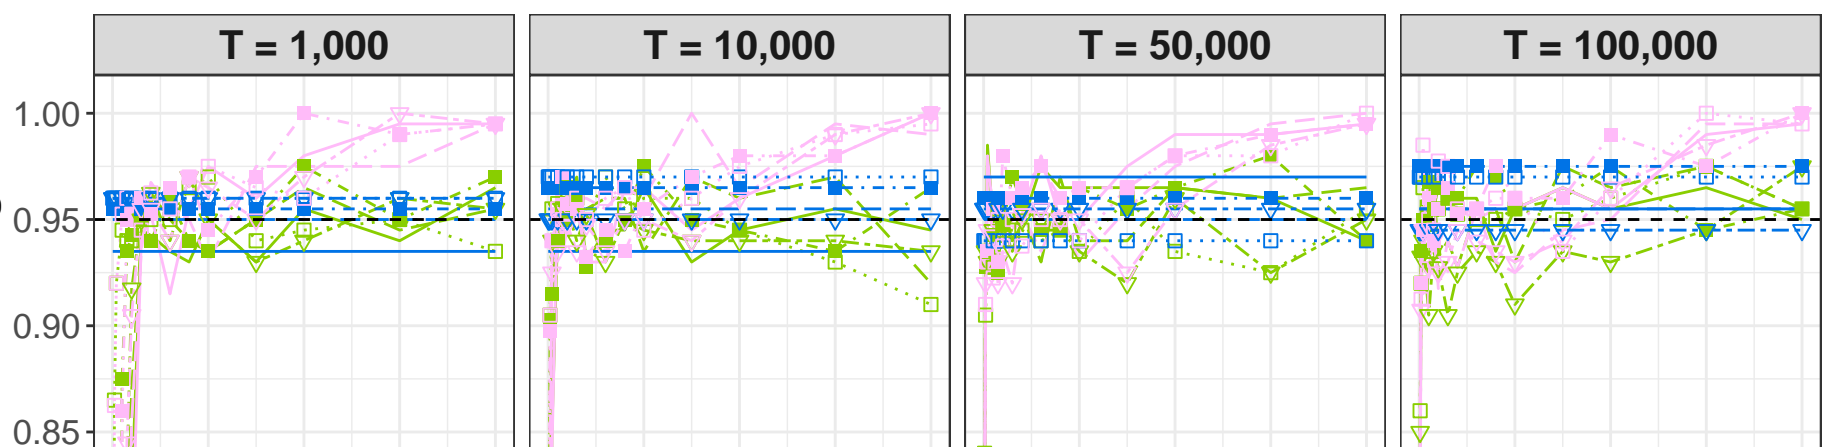 T = 1,000
T = 10,000
T = 50,000
T = 100,000
1.00
0.95
0.90
0.85